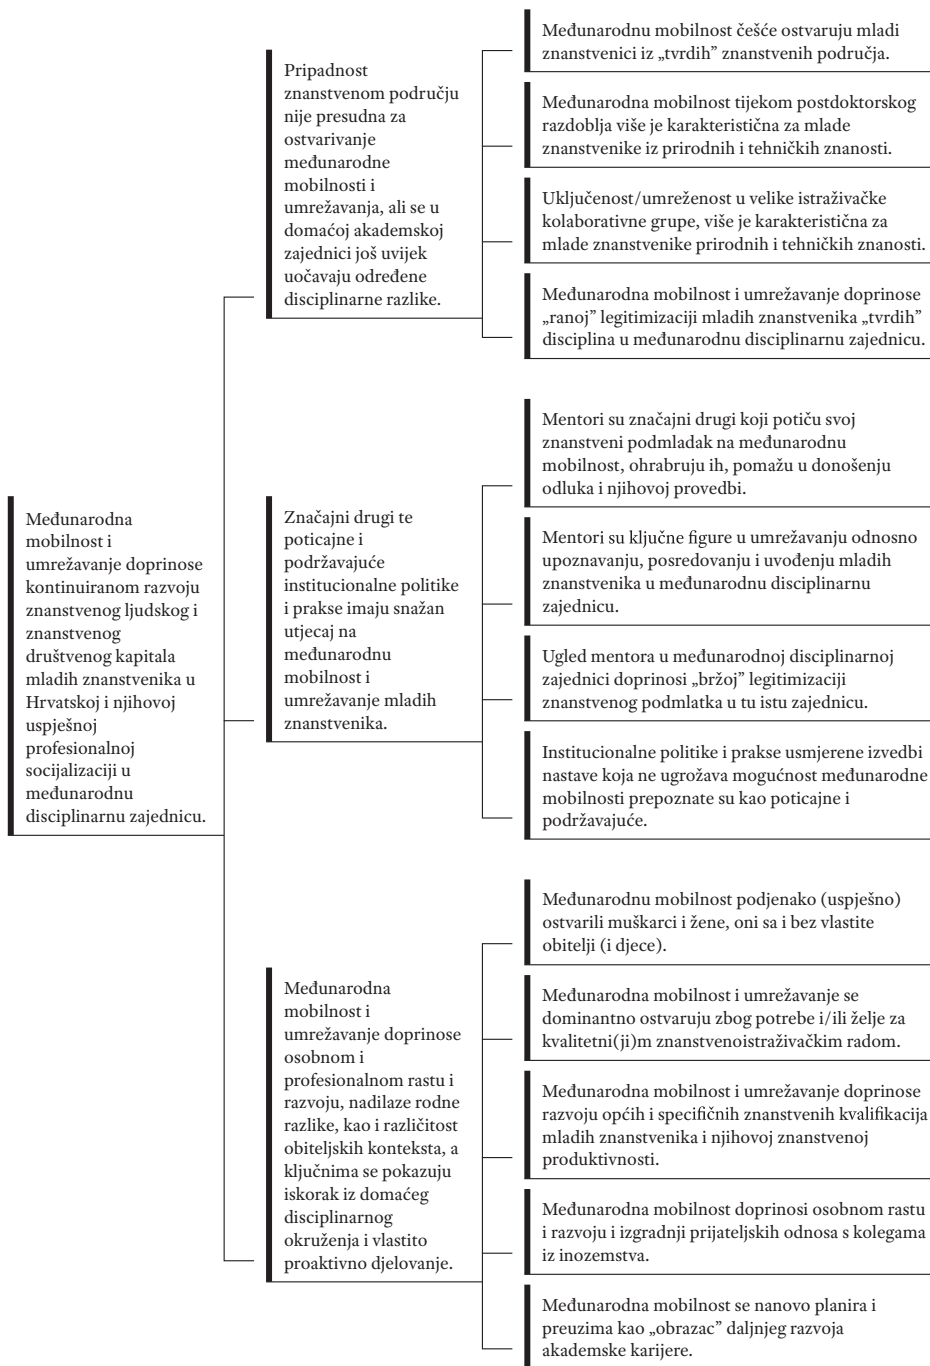 Međunarodna
mobilnost i
umrežavanje doprinose
kontinuiranom razvoju
znanstvenog ljudskog i
znanstvenog
društvenog kapitala
mladih znanstvenika u
Hrvatskoj i njihovoj
uspješnoj
profesionalnoj
socijalizaciji u
međunarodnu
disciplinarnu zajednicu.
Pripadnost
znanstvenom području
nije presudna za
ostvarivanje
međunarodne
mobilnosti i
umrežavanja, ali se u
domaćoj akademskoj
zajednici još uvijek
uočavaju određene
disciplinarne razlike.
Međunarodnu mobilnost češće ostvaruju mladi
znanstvenici iz „tvrdih” znanstvenih područja.
Međunarodna mobilnost tijekom postdoktorskog
razdoblja više je karakteristična za mlade
znanstvenike iz prirodnih i tehničkih znanosti.
Uključenost/umreženost u velike istraživačke
kolaborativne grupe, više je karakteristična za
mlade znanstvenike prirodnih i tehničkih znanosti.
Međunarodna mobilnost i umrežavanje doprinose
„ranoj” legitimizaciji mladih znanstvenika „tvrdih”
disciplina u međunarodnu disciplinarnu zajednicu.
Značajni drugi te
poticajne i
podržavajuće
institucionalne politike
i prakse imaju snažan
utjecaj na
međunarodnu
mobilnost i
umrežavanje mladih
znanstvenika.
Mentori su značajni drugi koji potiču svoj
znanstveni podmladak na međunarodnu
mobilnost, ohrabruju ih, pomažu u donošenju
odluka i njihovoj provedbi.
Mentori su ključne figure u umrežavanju odnosno
upoznavanju, posredovanju i uvođenju mladih
znanstvenika u međunarodnu disciplinarnu
zajednicu.
Ugled mentora u međunarodnoj disciplinarnoj
zajednici doprinosi „bržoj” legitimizaciji
znanstvenog podmlatka u tu istu zajednicu.
Institucionalne politike i prakse usmjerene izvedbi
nastave koja ne ugrožava mogućnost međunarodne
mobilnosti prepoznate su kao poticajne i
podržavajuće.
Međunarodna
mobilnost i
umrežavanje doprinose
osobnom i
profesionalnom rastu i
razvoju, nadilaze rodne
razlike, kao i različitost
obiteljskih konteksta, a
ključnima se pokazuju
iskorak iz domaćeg
disciplinarnog
okruženja i vlastito
proaktivno djelovanje.
Međunarodnu mobilnost podjenako (uspješno)
ostvarili muškarci i žene, oni sa i bez vlastite
obitelji (i djece).
Međunarodna mobilnost i umrežavanje se
dominantno ostvaruju zbog potrebe i/ili želje za
kvalitetni(ji)m znanstvenoistraživačkim radom.
Međunarodna mobilnost i umrežavanje doprinose
razvoju općih i specifičnih znanstvenih kvalifikacija
mladih znanstvenika i njihovoj znanstvenoj
produktivnosti.
Međunarodna mobilnost doprinosi osobnom rastu
i razvoju i izgradnji prijateljskih odnosa s kolegama
iz inozemstva.
Međunarodna mobilnost se nanovo planira i
preuzima kao „obrazac” daljnjeg razvoja
akademske karijere.